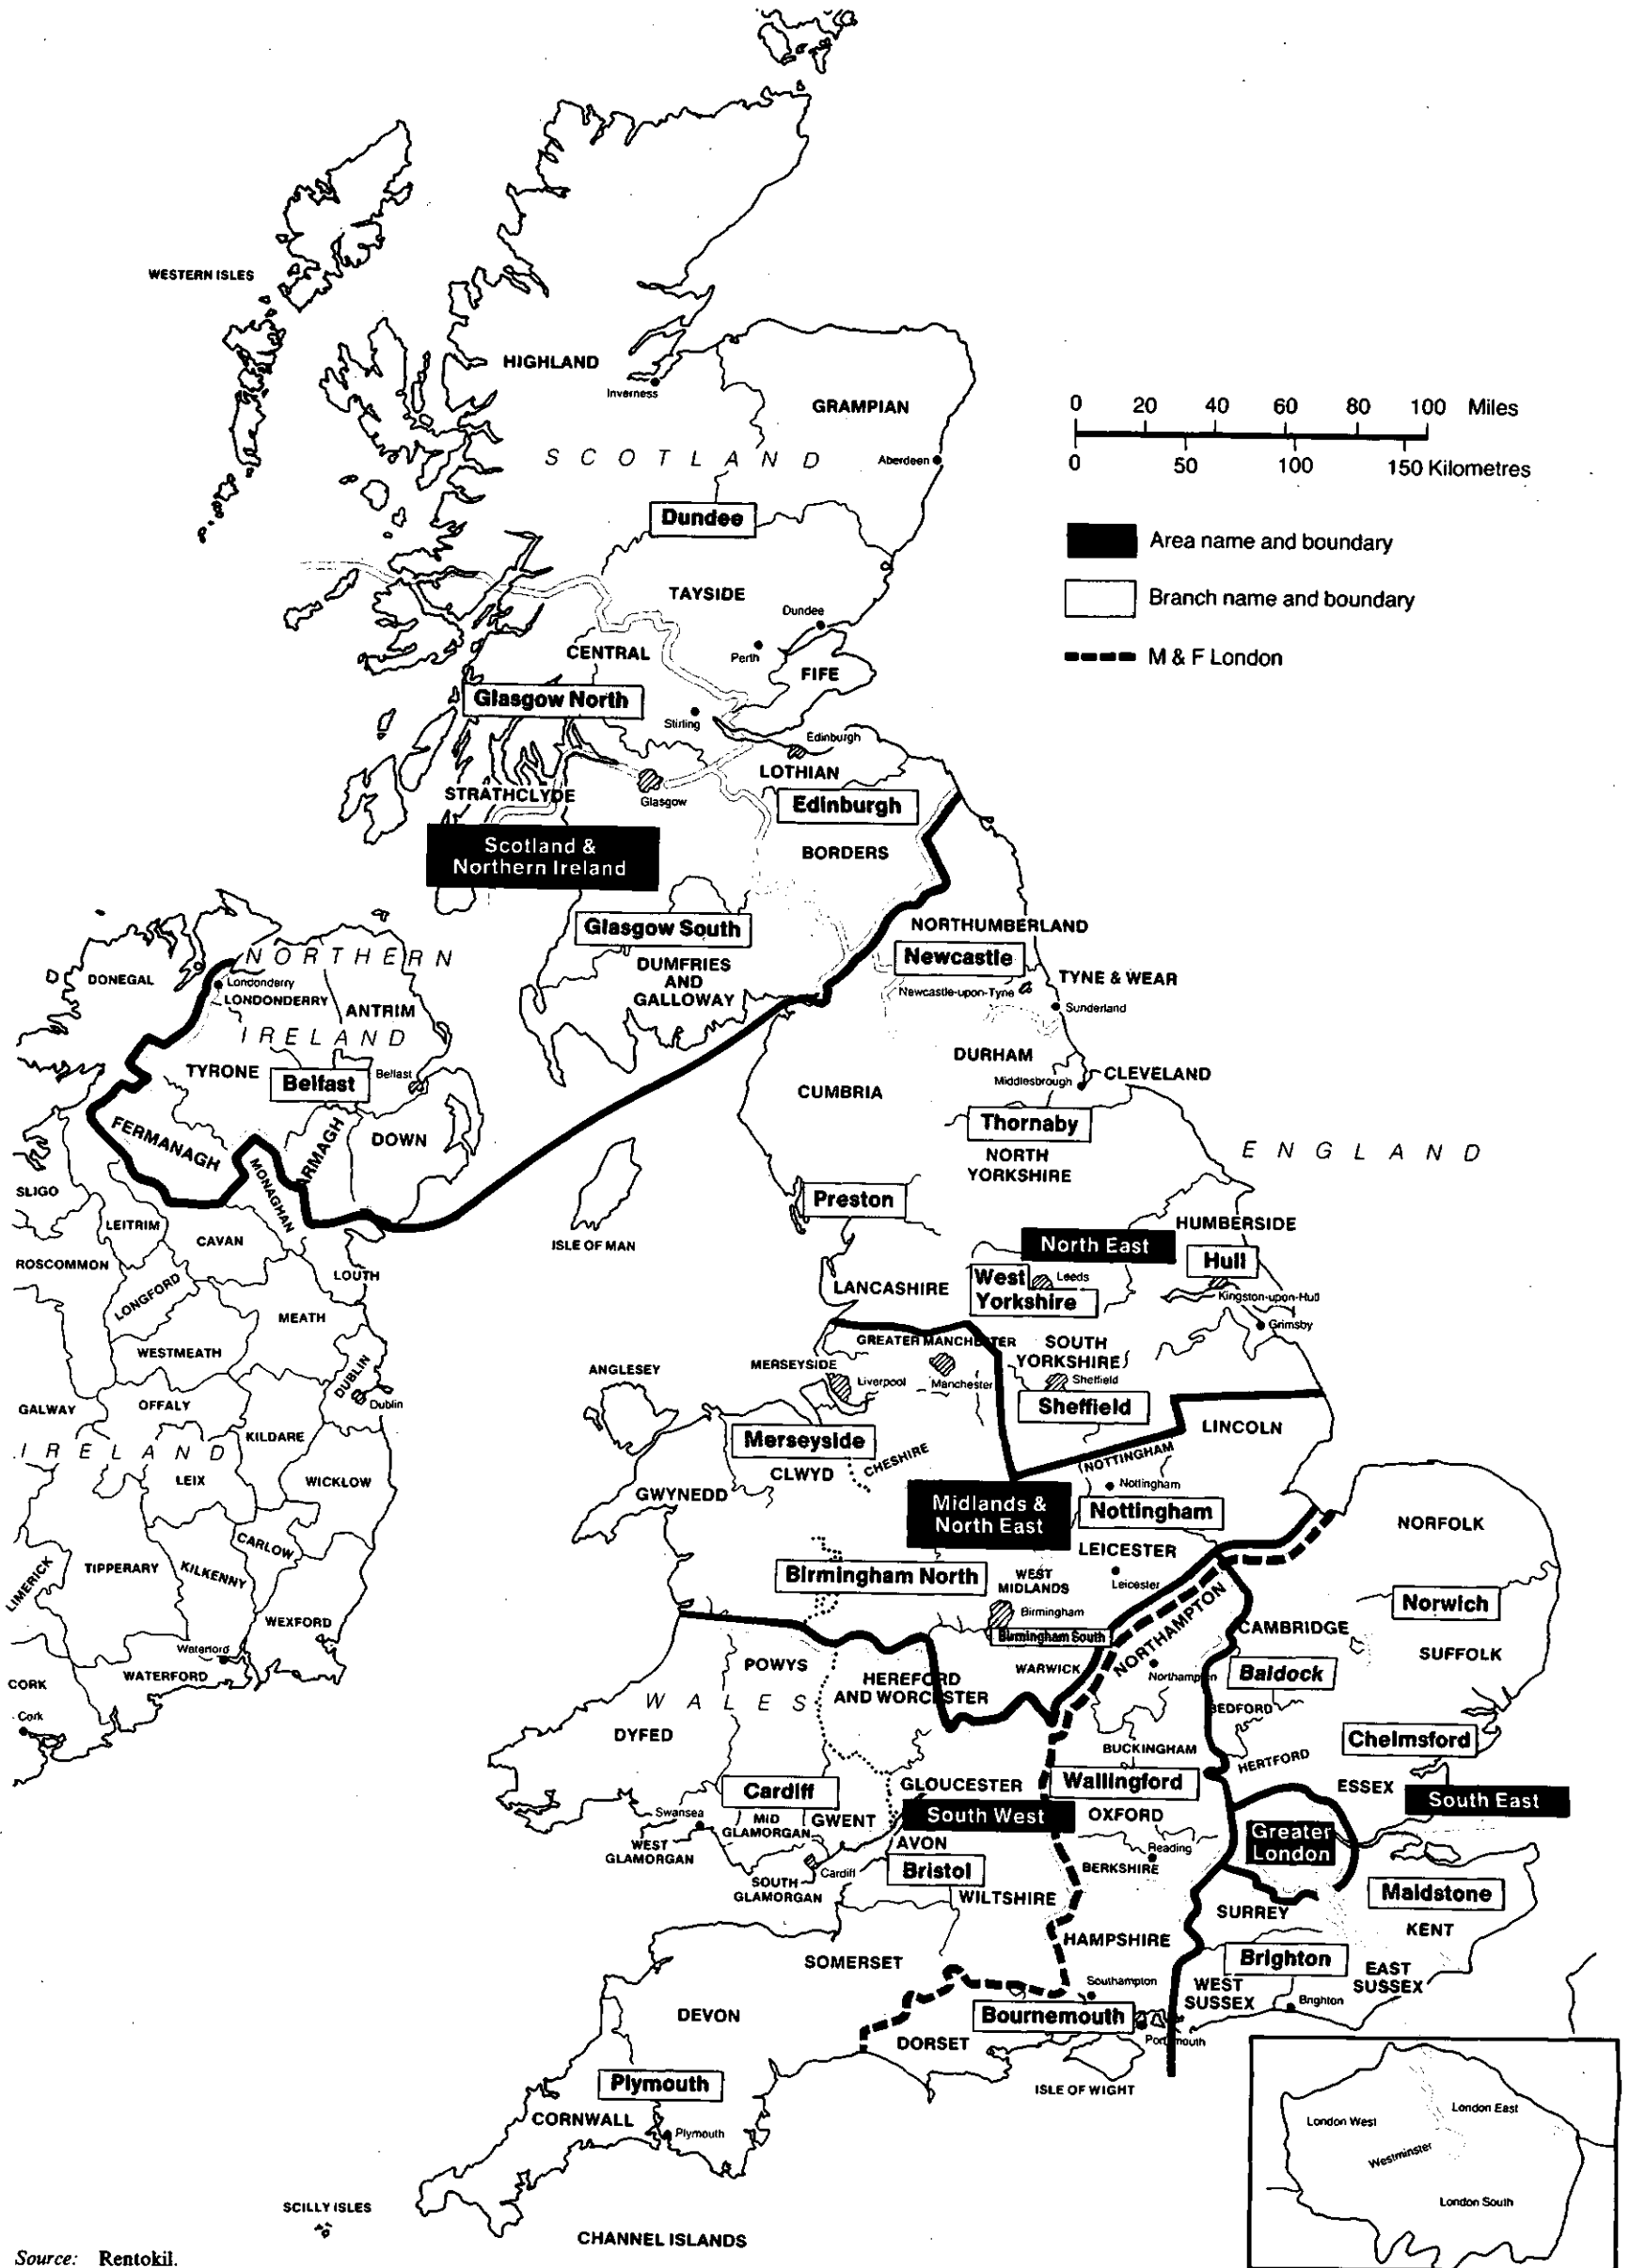 WESTERN ISLES
HIGHLAND
Inverness
GRAMPIAN
SCOTLAND
Aberdeen
0 20 40 60 80 100 Miles
0 50 100 150 Kilometres
Area name and boundary
Branch name and boundary
M & F London
Dundee
TAYSIDE
Dundee
Perth
CENTRAL
FIFE
Glasgow North
Stirling
Edinburgh
LOTHIAN
STRATHCLYDE
Glasgow
Edinburgh
Scotland &
Northern Ireland
BORDERS
Glasgow South
DUMFRIES
AND
GALLOWAY
NORTHUMBERLAND
Newcastle
TYNE & WEAR
Newcastle-upon-Tyne
Sunderland
DURHAM
Middlesbrough
CLEVELAND
CUMBRIA
Thornaby
NORTH
YORKSHIRE
ENGLAND
DONEGAL
NORTHERN
Londonderry
LONDONDERRY
ANTRIM
IRELAND
TYRONE
Belfast
Belfast
FERMANAGH
ARMAGH
DOWN
MONAGHAN
SLIGO
LEITRIM
CAVAN
ROSCOMMON
LONGFORD
LOUTH
MEATH
WESTMEATH
DUBLIN
Dublin
GALWAY
OFFALY
KILDARE
IRELAND
LEIX
WICKLOW
CARLOW
TIPPERARY
KILKENNY
LIMERICK
WEXFORD
Waterford
WATERFORD
CORK
Cork
ISLE OF MAN
Preston
HUMBERSIDE
North East
Hull
West
Yorkshire
Leeds
Kingston-upon-Hull
Grimsby
LANCASHIRE
GREATER MANCHESTER
SOUTH
YORKSHIRE
MERSEYSIDE
Liverpool
Manchester
Sheffield
Sheffield
ANGLESEY
LINCOLN
Merseyside
CHESHIRE
CLWYD
GWYNEDD
NOTTINGHAM
Nottingham
Midlands &
North East
Nottingham
NORFOLK
LEICESTER
Leicester
Birmingham North
WEST
MIDLANDS
Birmingham
Birmingham South
NORTHAMPTON
Northampton
Norwich
CAMBRIDGE
SUFFOLK
POWYS
HEREFORD
AND WORCESTER
WARWICK
Baldock
BEDFORD
WALES
DYFED
Chelmsford
BUCKINGHAM
HERTFORD
Cardiff
GLOUCESTER
Wallingford
ESSEX
South East
Swansea
MID
GLAMORGAN
GWENT
South West
OXFORD
WEST
GLAMORGAN
AVON
Reading
Greater
London
SOUTH
GLAMORGAN
Cardiff
Bristol
BERKSHIRE
WILTSHIRE
Maidstone
SURREY
KENT
SOMERSET
HAMPSHIRE
Brighton
EAST
SUSSEX
DEVON
Southampton
WEST
SUSSEX
Brighton
Bournemouth
Portsmouth
DORSET
ISLE OF WIGHT
Plymouth
CORNWALL
Plymouth
London West
London East
Westminster
London South
SCILLY ISLES
CHANNEL ISLANDS
Source: Rentokil.